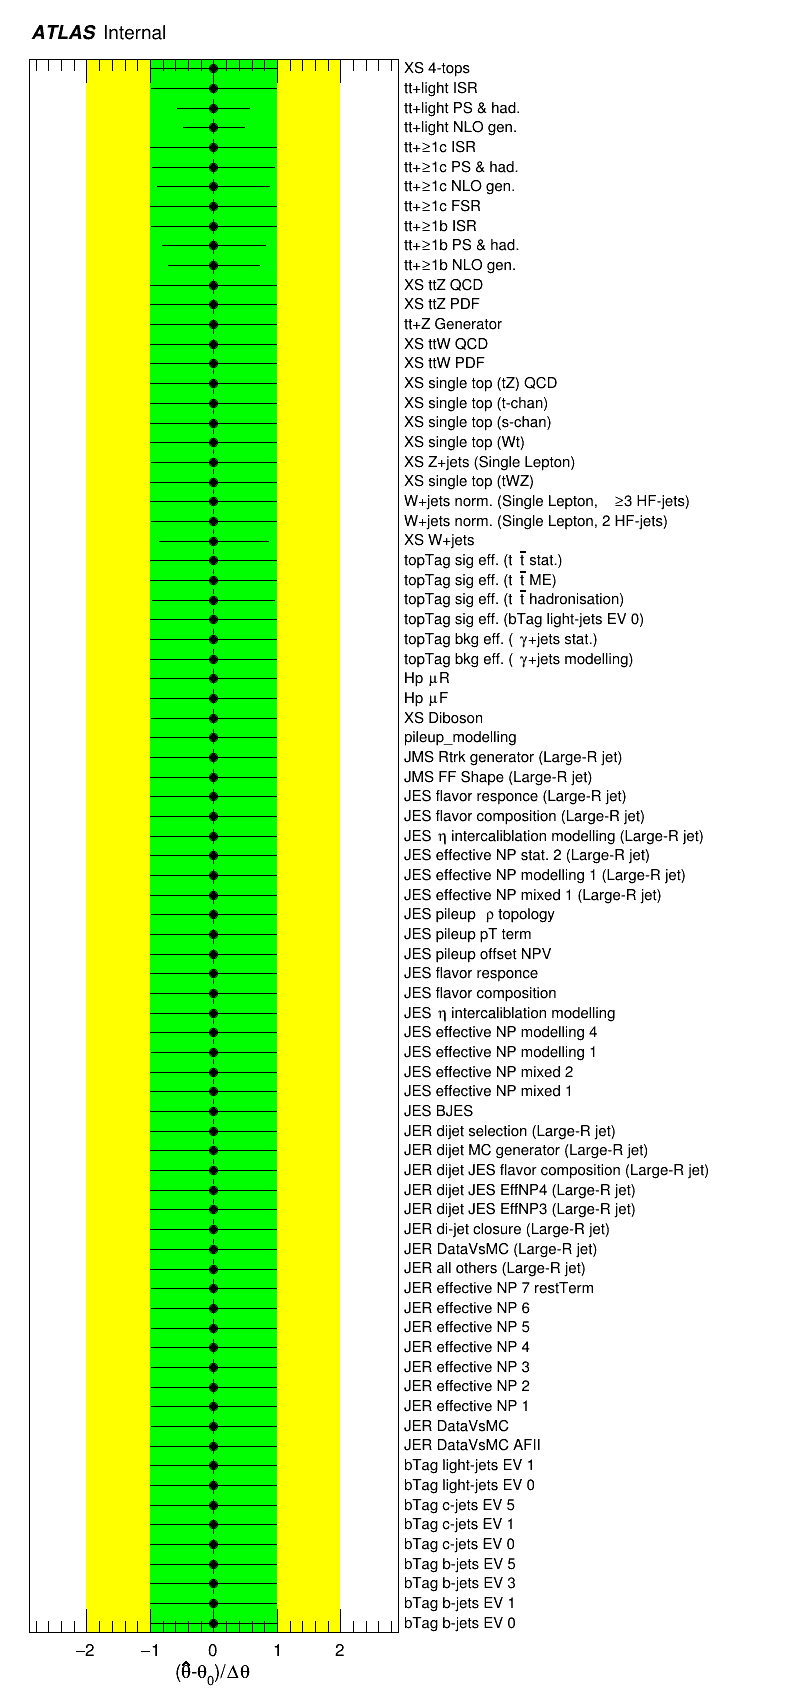 ATLAS Internal
XS 4-tops
tt+light ISR
tt+light PS & had.
tt+light NLO gen.
tt+≥1c ISR
tt+≥1c PS & had.
tt+≥1c NLO gen.
tt+≥1c FSR
tt+≥1b ISR
tt+≥1b PS & had.
tt+≥1b NLO gen.
XS ttZ QCD
XS ttZ PDF
tt+Z Generator
XS ttW QCD
XS ttW PDF
XS single top (tZ) QCD
XS single top (t-chan)
XS single top (s-chan)
XS single top (Wt)
XS Z+jets (Single Lepton)
XS single top (tWZ)
W+jets norm. (Single Lepton, ≥3 HF-jets)
W+jets norm. (Single Lepton, 2 HF-jets)
XS W+jets
topTag sig eff. (t t̄ stat.)
topTag sig eff. (t t̄ ME)
topTag sig eff. (t t̄ hadronisation)
topTag sig eff. (bTag light-jets EV 0)
topTag bkg eff. ( γ+jets stat.)
topTag bkg eff. ( γ+jets modelling)
Hp μR
Hp μF
XS Diboson
pileup_modelling
JMS Rtrk generator (Large-R jet)
JMS FF Shape (Large-R jet)
JES flavor responce (Large-R jet)
JES flavor composition (Large-R jet)
JES η intercaliblation modelling (Large-R jet)
JES effective NP stat. 2 (Large-R jet)
JES effective NP modelling 1 (Large-R jet)
JES effective NP mixed 1 (Large-R jet)
JES pileup ρ topology
JES pileup pT term
JES pileup offset NPV
JES flavor responce
JES flavor composition
JES η intercaliblation modelling
JES effective NP modelling 4
JES effective NP modelling 1
JES effective NP mixed 2
JES effective NP mixed 1
JES BJES
JER dijet selection (Large-R jet)
JER dijet MC generator (Large-R jet)
JER dijet JES flavor composition (Large-R jet)
JER dijet JES EffNP4 (Large-R jet)
JER dijet JES EffNP3 (Large-R jet)
JER di-jet closure (Large-R jet)
JER DataVsMC (Large-R jet)
JER all others (Large-R jet)
JER effective NP 7 restTerm
JER effective NP 6
JER effective NP 5
JER effective NP 4
JER effective NP 3
JER effective NP 2
JER effective NP 1
JER DataVsMC
JER DataVsMC AFII
bTag light-jets EV 1
bTag light-jets EV 0
bTag c-jets EV 5
bTag c-jets EV 1
bTag c-jets EV 0
bTag b-jets EV 5
bTag b-jets EV 3
bTag b-jets EV 1
bTag b-jets EV 0
−2 −1 0 1 2
(θ̂-θ₀)/Δθ